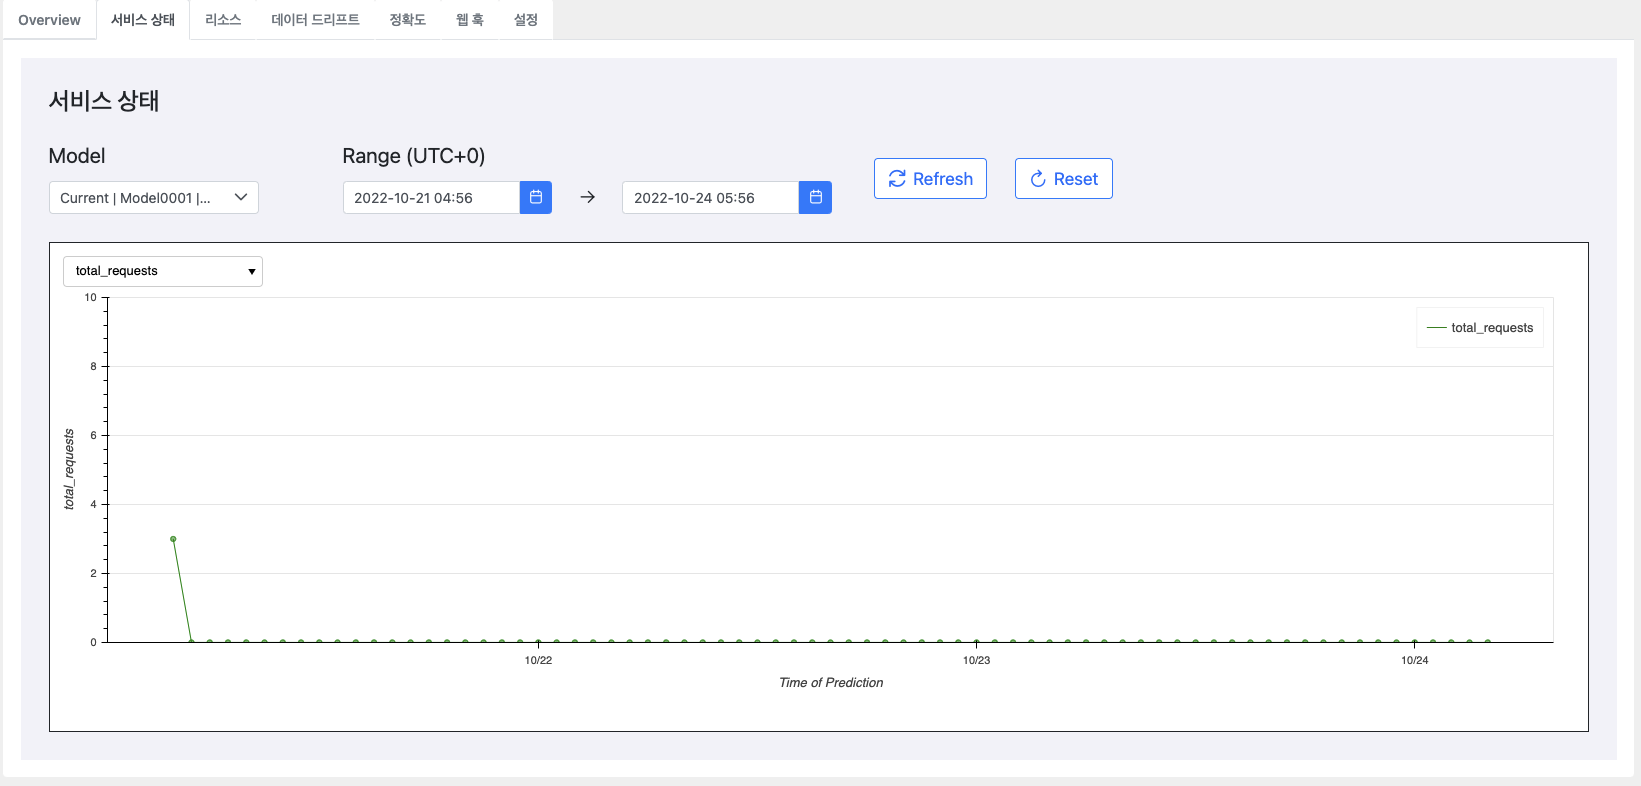 Overview 서비스 상태 리소스 데이터 드리프트 정확도 웹 훅 설정
서비스 상태
Model Range (UTC+0)
Current | Model0001 |... 2022-10-21 04:56 → 2022-10-24 05:56 Refresh Reset
total_requests
total_requests
10
8
6
4
2
0
total_requests
10/22 10/23 10/24
Time of Prediction